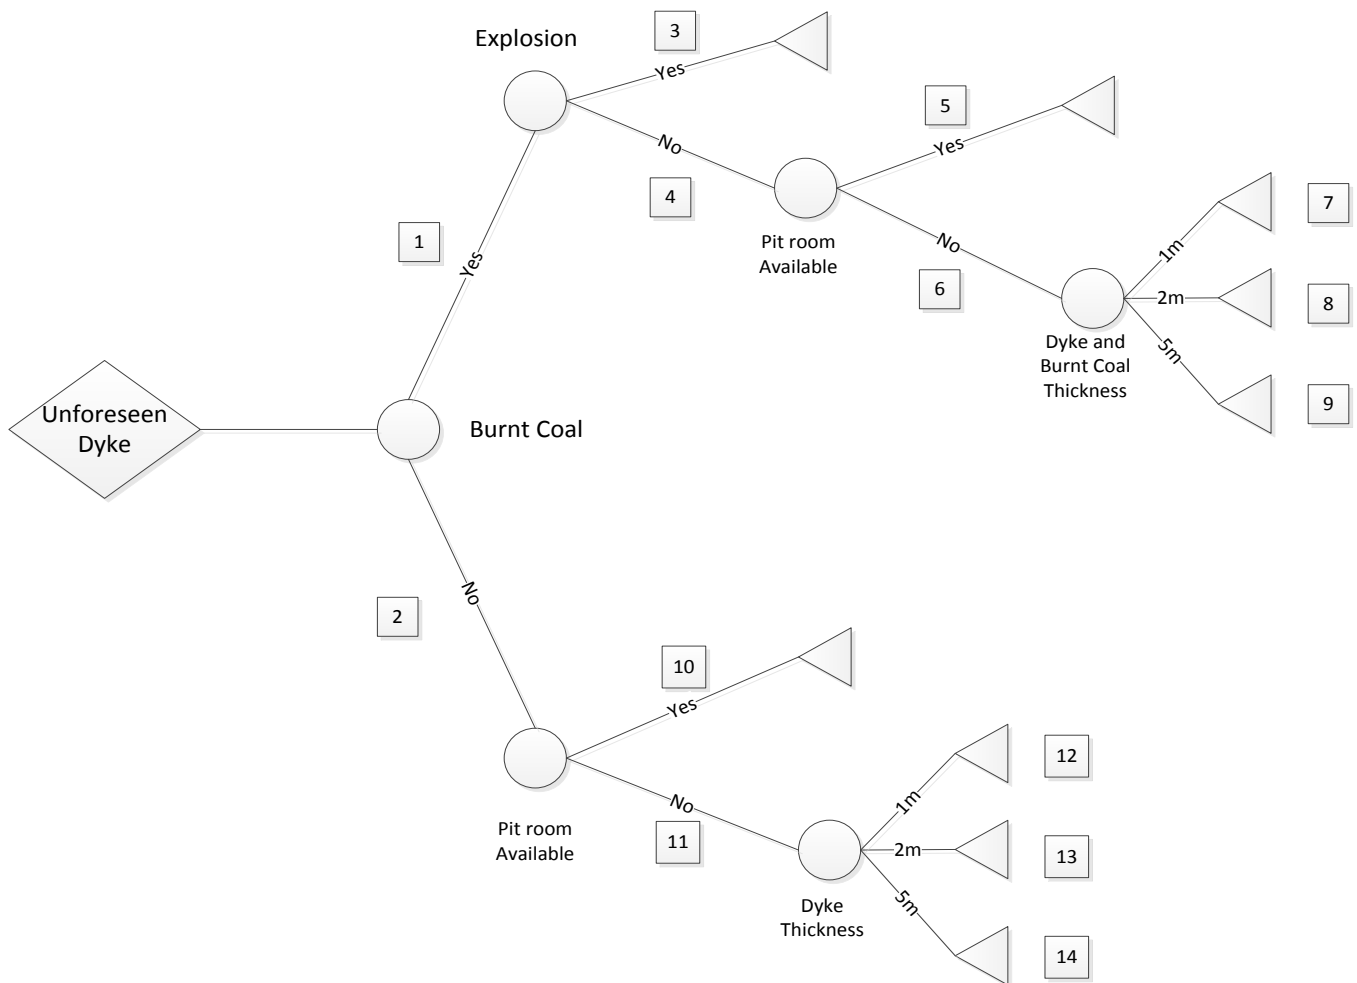 Explosion
3
Yes
No
4
5
Yes
Pit room
Available
No
6
1m
2m
5m
7
8
9
Dyke and
Burnt Coal
Thickness
1
Yes
Unforeseen
Dyke
Burnt Coal
2
No
10
Yes
Pit room
Available
No
11
1m
2m
5m
12
13
14
Dyke
Thickness